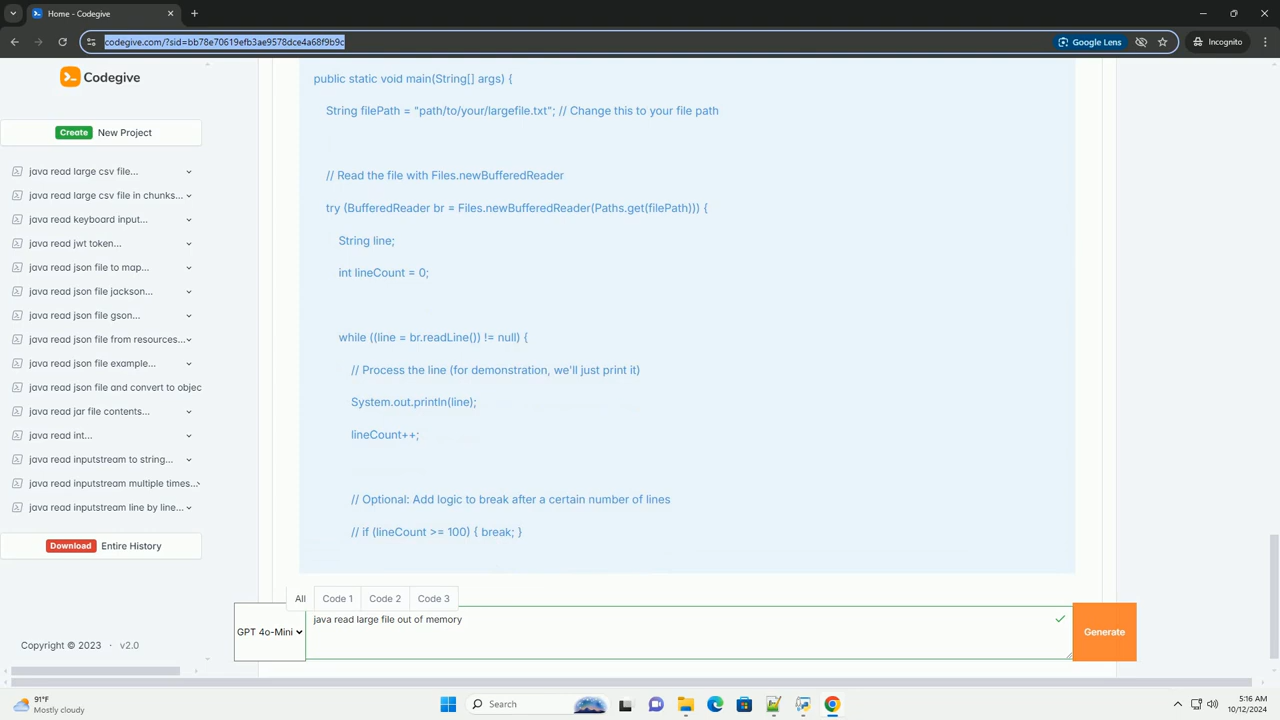 Home - Codegive
codegive.com/?sid=bb78e70619efb3ae9578dce4a68f9b9c
Google Lens
Incognito
Codegive
Create New Project
java read large csv file...
java read large csv file in chunks...
java read keyboard input...
java read jwt token...
java read json file to map...
java read json file jackson...
java read json file gson...
java read json file from resources...
java read json file example...
java read json file and convert to objec
java read jar file contents...
java read int...
java read inputstream to string...
java read inputstream multiple times...
java read inputstream line by line...
Download Entire History
Copyright © 2023 · v2.0
public static void main(String[] args) {
String filePath = "path/to/your/largefile.txt"; // Change this to your file path
// Read the file with Files.newBufferedReader
try (BufferedReader br = Files.newBufferedReader(Paths.get(filePath))) {
String line;
int lineCount = 0;
while ((line = br.readLine()) != null) {
// Process the line (for demonstration, we'll just print it)
System.out.println(line);
lineCount++;
// Optional: Add logic to break after a certain number of lines
// if (lineCount >= 100) { break; }
All Code 1 Code 2 Code 3
GPT 4o-Mini
java read large file out of memory
Generate
91°F
Mostly cloudy
Search
5:16 AM
10/12/2024